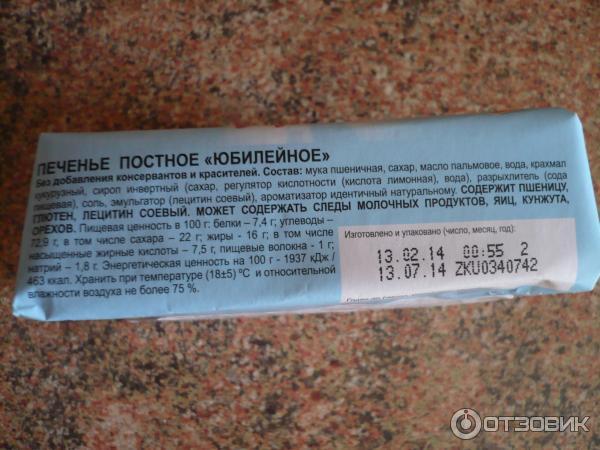 ПЕЧЕНЬЕ ПОСТНОЕ «ЮБИЛЕЙНОЕ»
Без добавления консервантов и красителей. Состав: мука пшеничная, сахар, масло пальмовое, вода, крахмал
кукурузный, сироп инвертный (сахар, регулятор кислотности (кислота лимонная), вода), разрыхлитель (сода
пищевая), соль, эмульгатор (лецитин соевый), ароматизатор идентичный натуральному. СОДЕРЖИТ ПШЕНИЦУ,
ГЛЮТЕН, ЛЕЦИТИН СОЕВЫЙ. МОЖЕТ СОДЕРЖАТЬ СЛЕДЫ МОЛОЧНЫХ ПРОДУКТОВ, ЯИЦ, КУНЖУТА,
ОРЕХОВ. Пищевая ценность в 100 г: белки – 7,4 г; углеводы –
72,9 г, в том числе сахара – 22 г; жиры - 16 г; в том числе
насыщенные жирные кислоты – 7,5 г, пищевые волокна - 1 г;
натрий – 1,8 г. Энергетическая ценность на 100 г - 1937 кДж /
463 ккал. Хранить при температуре (18±5) °С и относительной
влажности воздуха не более 75 %.
Изготовлено и упаковано (число, месяц, год):
13.02.14 00:55 2
13.07.14 ZKU0340742
ОТЗОВИК